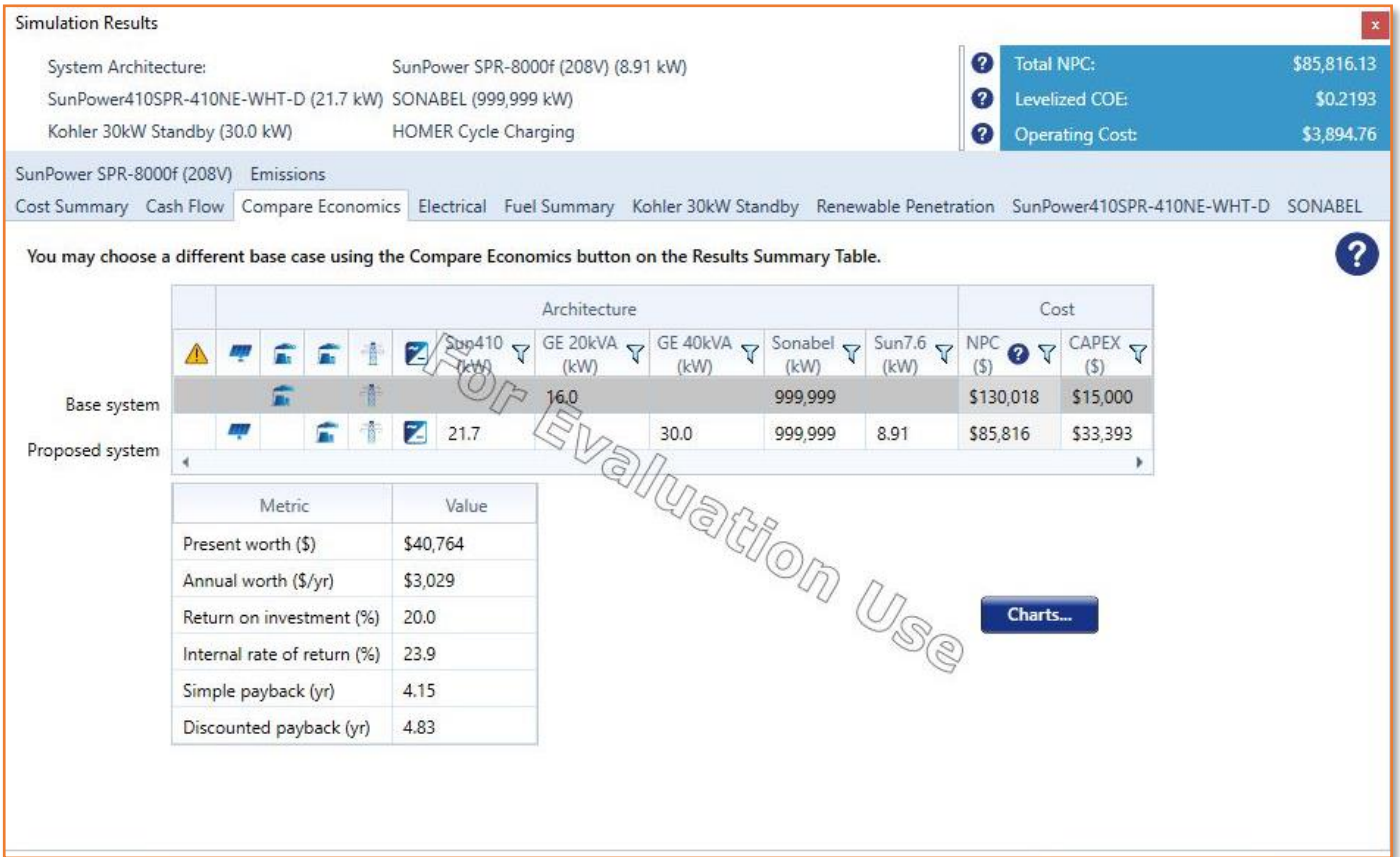 Simulation Results
x
System Architecture: SunPower SPR-8000f (208V) (8.91 kW) ? Total NPC: $85,816.13
SunPower410SPR-410NE-WHT-D (21.7 kW) SONABEL (999,999 kW) ? Levelized COE: $0.2193
Kohler 30kW Standby (30.0 kW) HOMER Cycle Charging ? Operating Cost: $3,894.76
SunPower SPR-8000f (208V) Emissions
Cost Summary Cash Flow Compare Economics Electrical Fuel Summary Kohler 30kW Standby Renewable Penetration SunPower410SPR-410NE-WHT-D SONABEL
You may choose a different base case using the Compare Economics button on the Results Summary Table. ?
Architecture Cost
Sun410 (kW) GE 20kVA (kW) GE 40kVA (kW) Sonabel (kW) Sun7.6 (kW) NPC ($) ? CAPEX ($)
Base system 16.0 999,999 $130,018 $15,000
Proposed system 21.7 30.0 999,999 8.91 $85,816 $33,393
Metric Value
Present worth ($) $40,764
Annual worth ($/yr) $3,029
Return on investment (%) 20.0
Internal rate of return (%) 23.9
Simple payback (yr) 4.15
Discounted payback (yr) 4.83
Charts...
For Evaluation Use